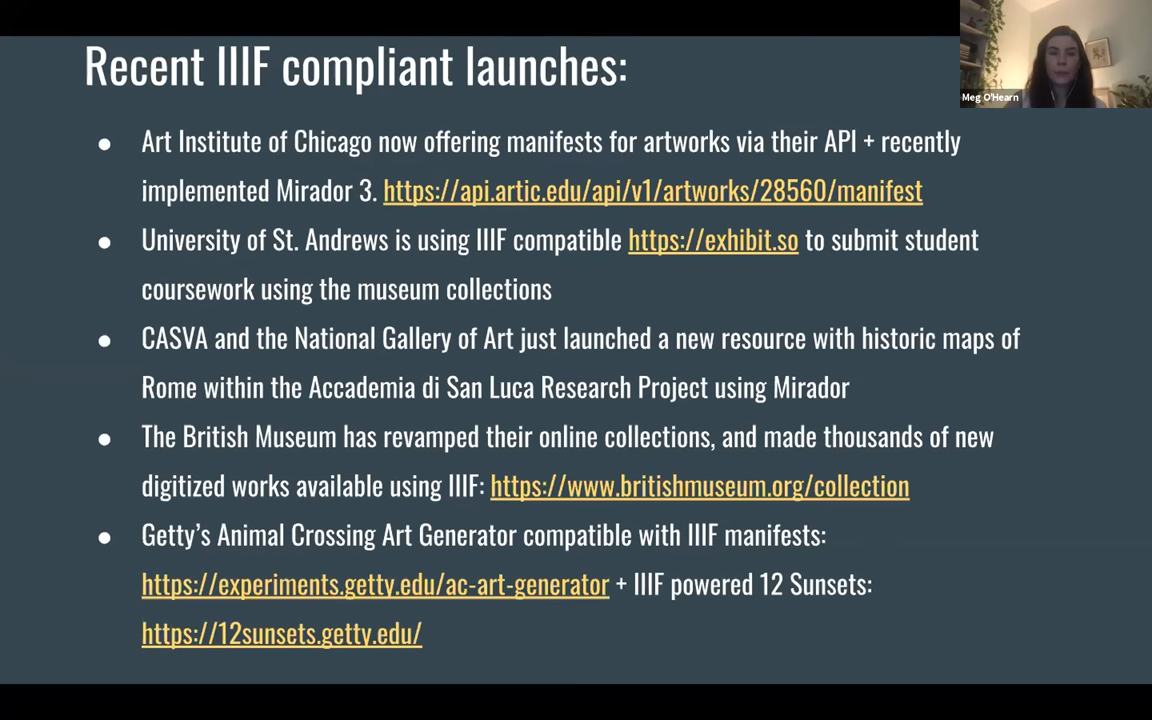 Recent IIIF compliant launches:
Meg O'Hearn
● Art Institute of Chicago now offering manifests for artworks via their API + recently
implemented Mirador 3. https://api.artic.edu/api/v1/artworks/28560/manifest
● University of St. Andrews is using IIIF compatible https://exhibit.so to submit student
coursework using the museum collections
● CASVA and the National Gallery of Art just launched a new resource with historic maps of
Rome within the Accademia di San Luca Research Project using Mirador
● The British Museum has revamped their online collections, and made thousands of new
digitized works available using IIIF: https://www.britishmuseum.org/collection
● Getty’s Animal Crossing Art Generator compatible with IIIF manifests:
https://experiments.getty.edu/ac-art-generator + IIIF powered 12 Sunsets:
https://12sunsets.getty.edu/